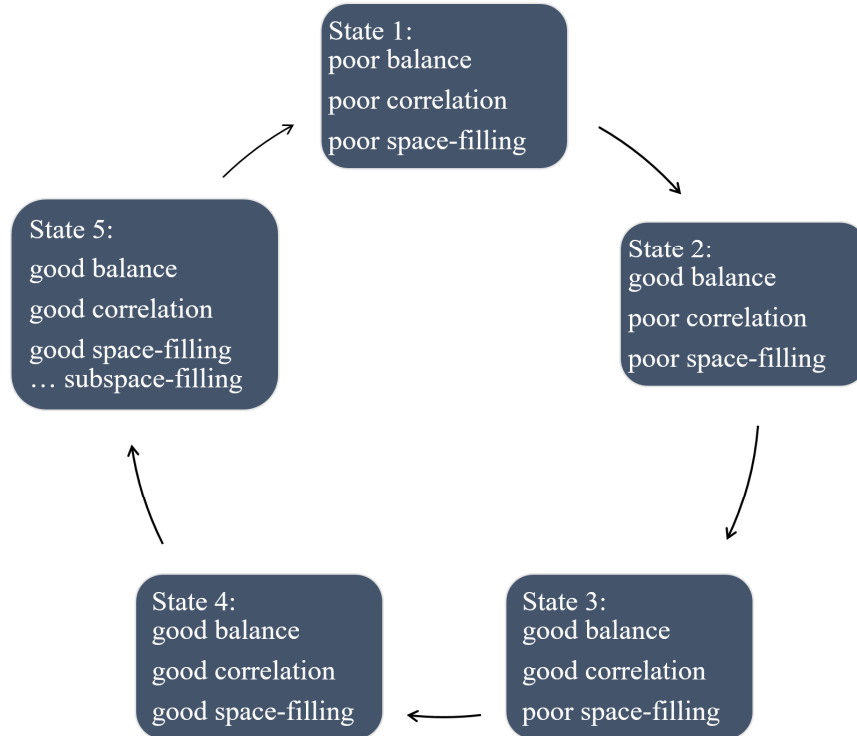 State 1:
poor balance
poor correlation
poor space-filling
State 2:
good balance
poor correlation
poor space-filling
State 3:
good balance
good correlation
poor space-filling
State 4:
good balance
good correlation
good space-filling
State 5:
good balance
good correlation
good space-filling
… subspace-filling